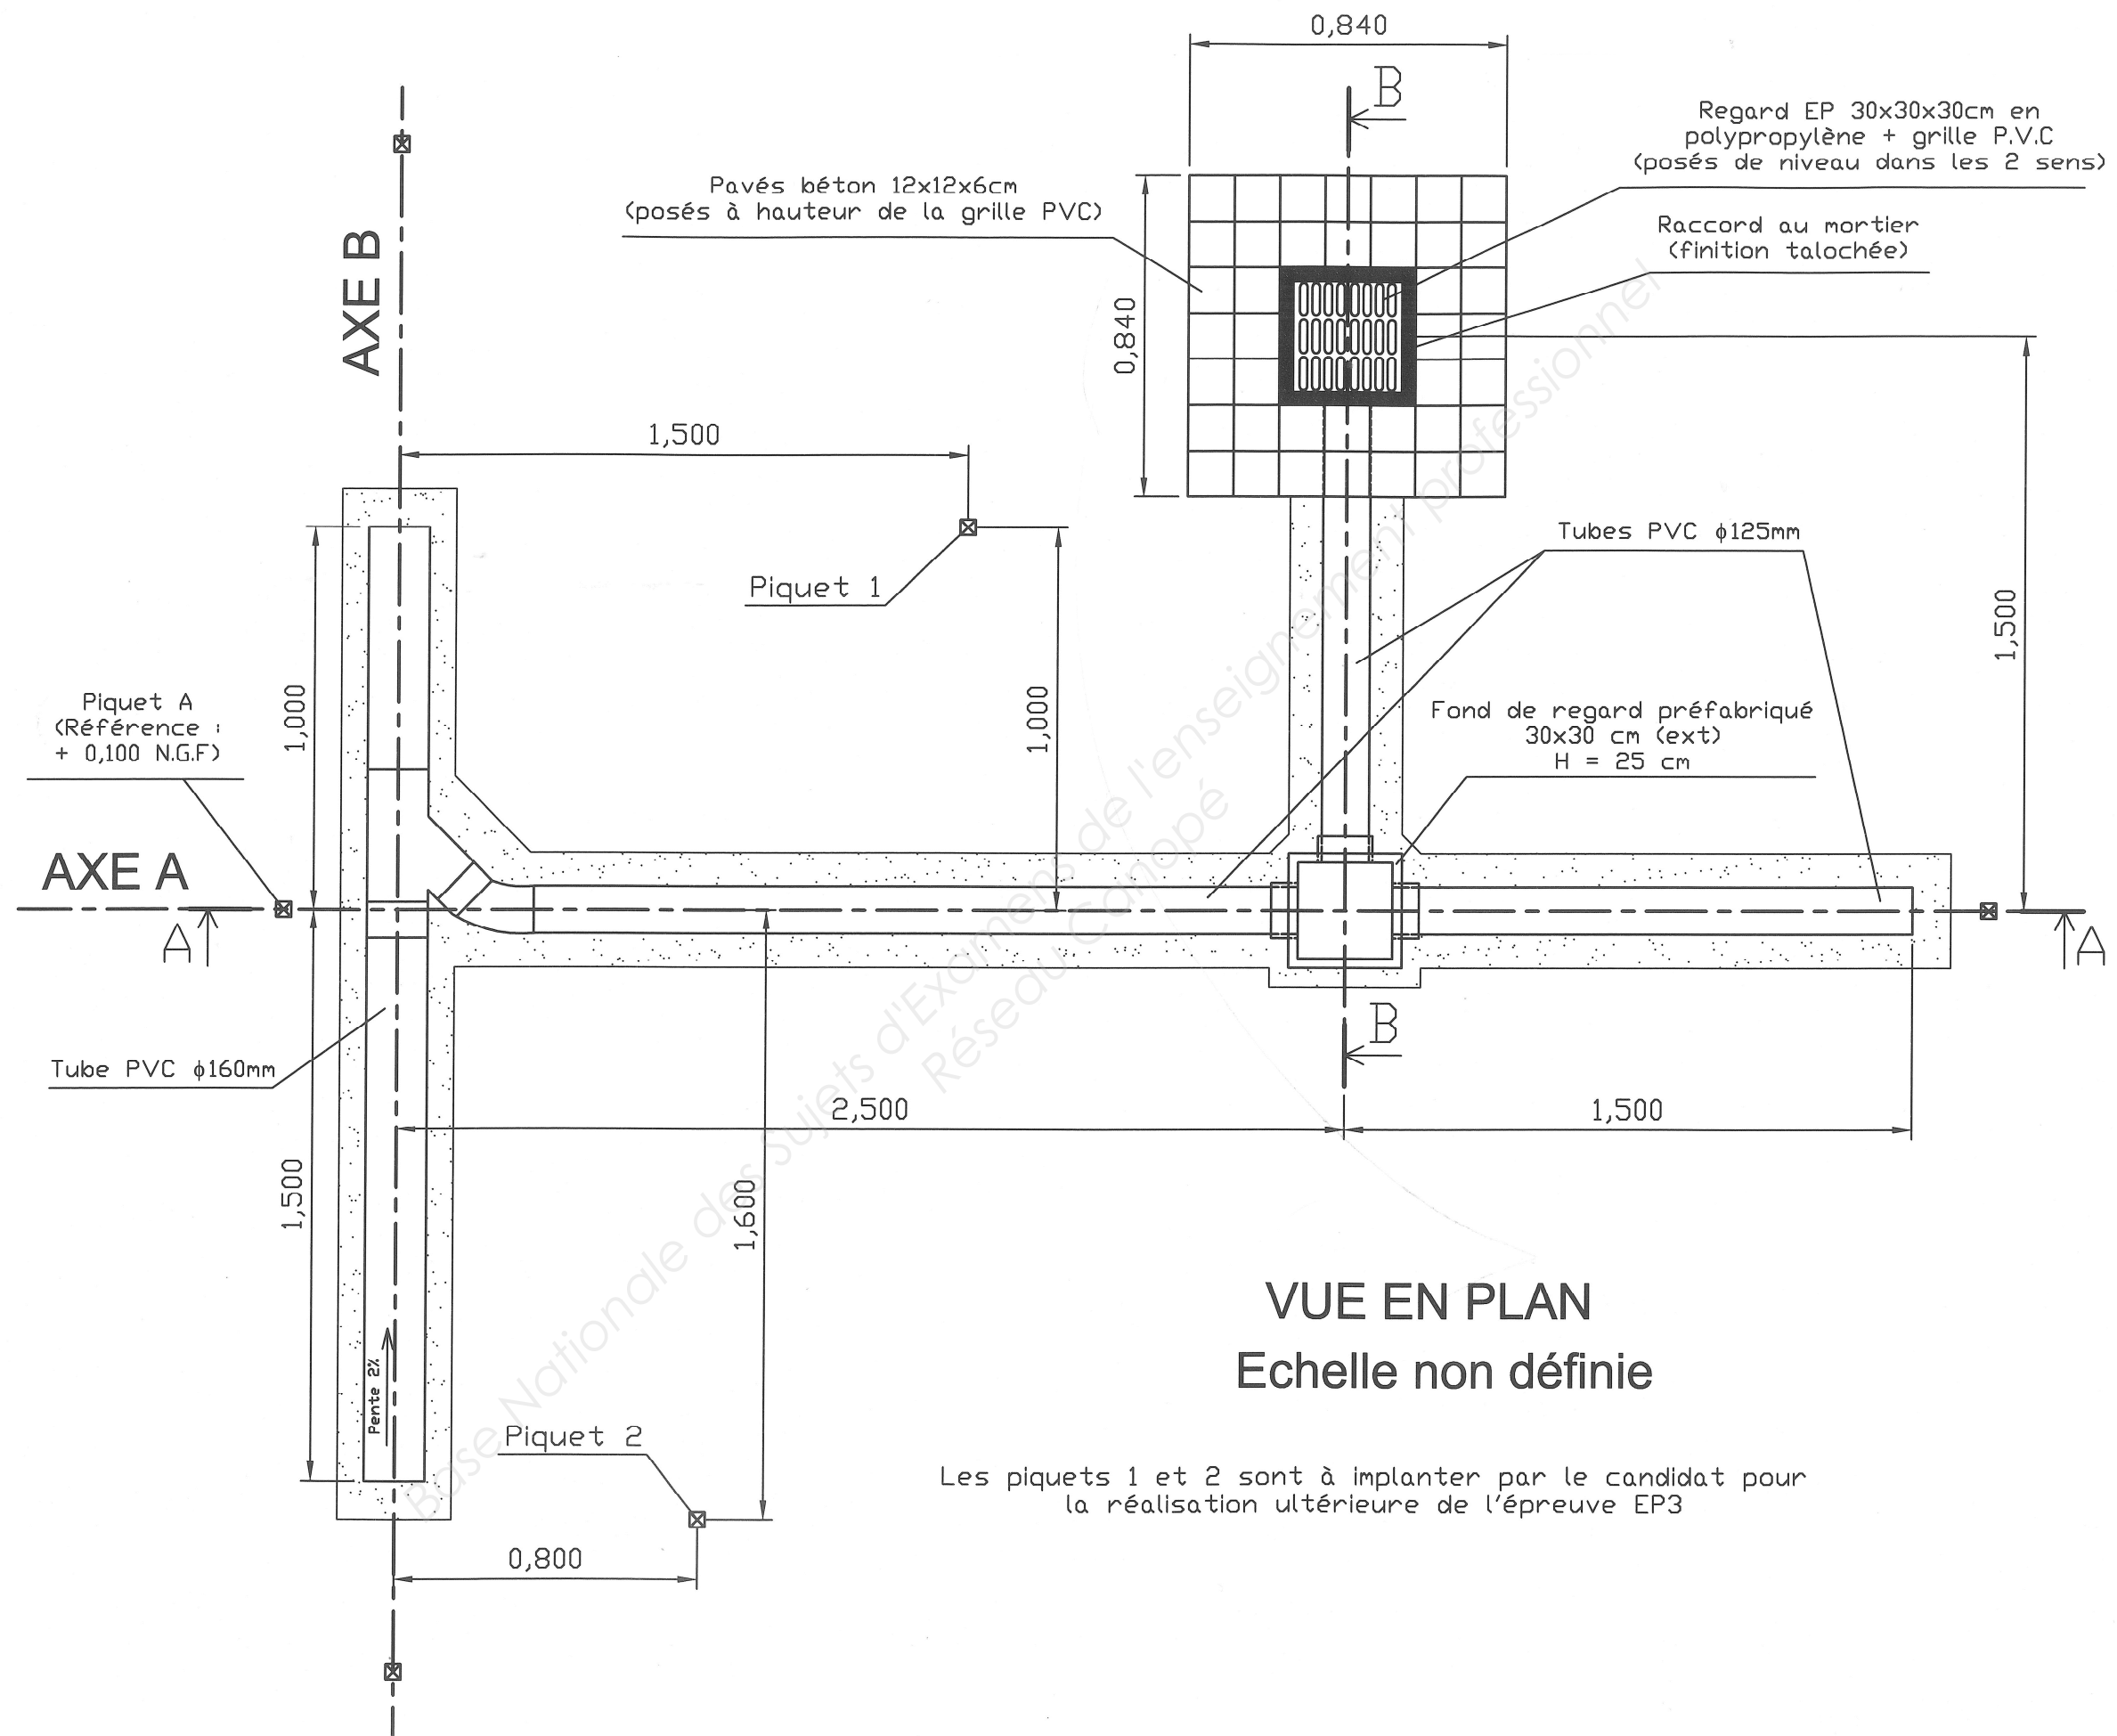 0,840
B
Regard EP 30x30x30cm en
polypropylène + grille P.V.C
(posés de niveau dans les 2 sens)
Pavés béton 12x12x6cm
(posés à hauteur de la grille PVC)
Raccord au mortier
(finition talochée)
AXE B
0,840
1,500
Tubes PVC ϕ125mm
Piquet 1
1,500
Piquet A
(Référence :
+ 0,100 N.G.F)
1,000
1,000
Fond de regard préfabriqué
30x30 cm (ext)
H = 25 cm
AXE A
A
A
B
Tube PVC ϕ160mm
2,500
1,500
1,500
1,600
VUE EN PLAN
Echelle non définie
Pente 2%
Piquet 2
Les piquets 1 et 2 sont à implanter par le candidat pour
la réalisation ultérieure de l'épreuve EP3
0,800
Base Nationale des Sujets d'Examens de l'enseignement professionnel
Réseau Canopé